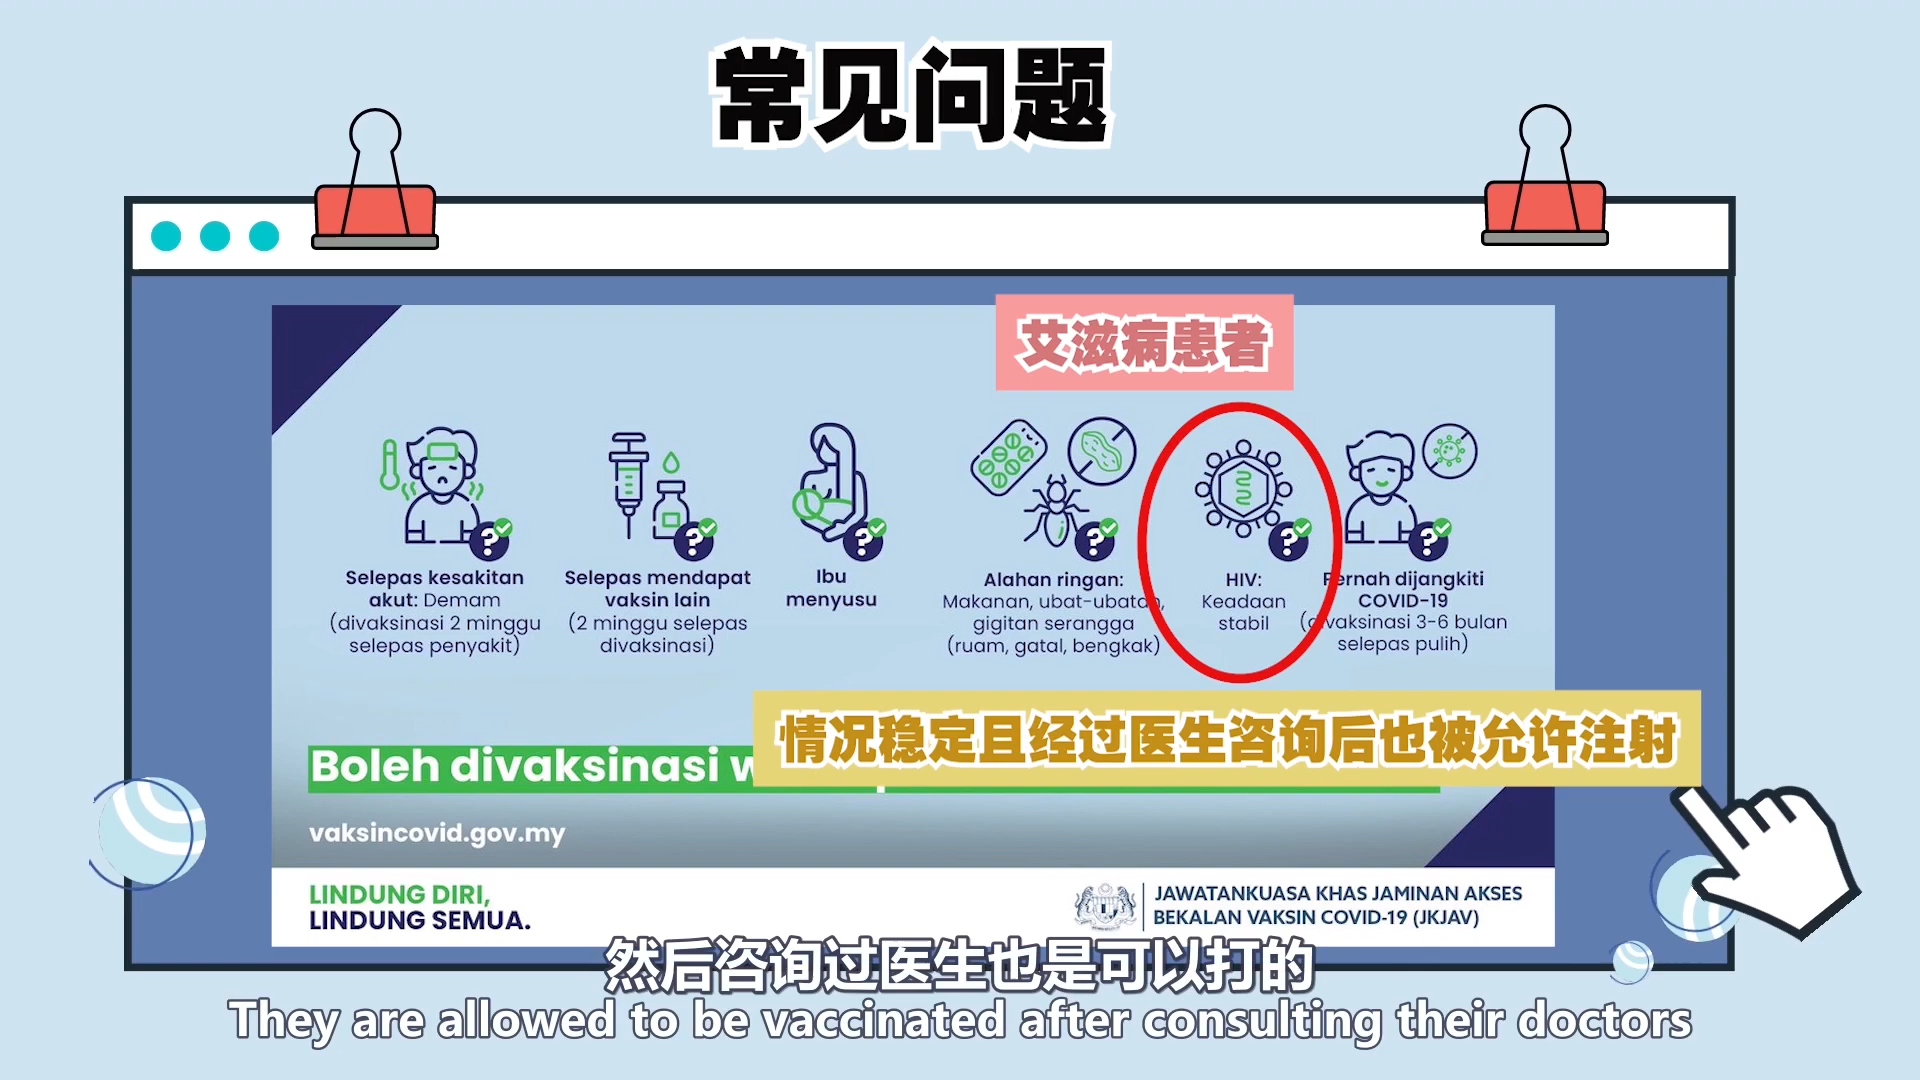 常见问题
艾滋病患者
Selepas kesakitan
akut: Demam
(divaksinasi 2 minggu
selepas penyakit)
Selepas mendapat
vaksin lain
(2 minggu selepas
divaksinasi)
Ibu
menyusu
Alahan ringan:
Makanan, ubat-ubatan,
gigitan serangga
(ruam, gatal, bengkak)
HIV:
Keadaan
stabil
Pernah dijangkiti
COVID-19
(divaksinasi 3-6 bulan
selepas pulih)
情况稳定且经过医生咨询后也被允许注射
Boleh divaksinasi
vaksincovid.gov.my
LINDUNG DIRI,
LINDUNG SEMUA.
JAWATANKUASA KHAS JAMINAN AKSES
BEKALAN VAKSIN COVID-19 (JKJAV)
然后咨询过医生也是可以打的
They are allowed to be vaccinated after consulting their doctors